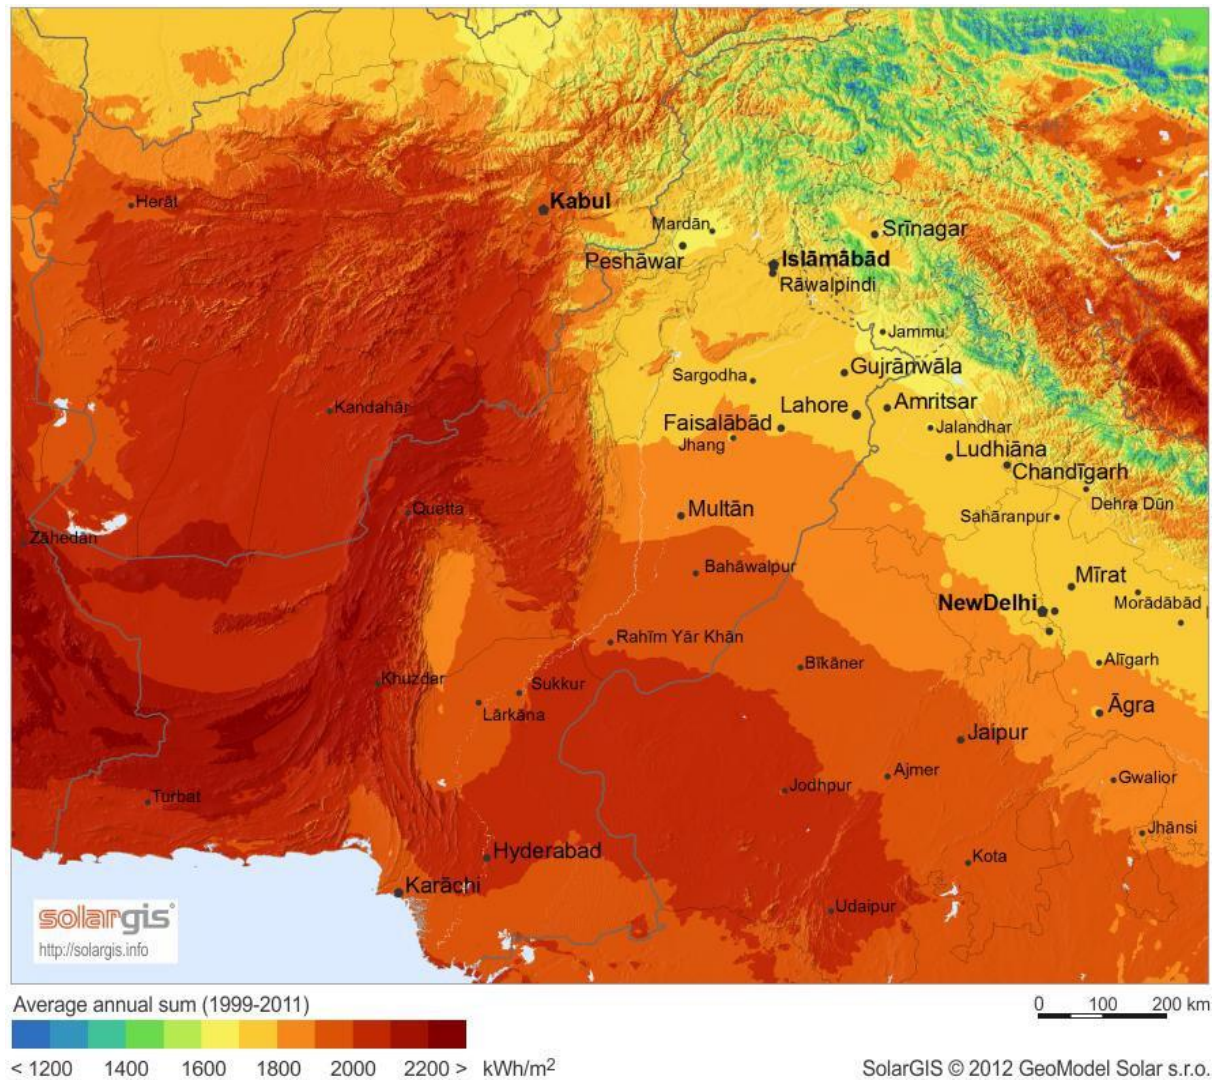 Herāt
Kabul
Mardān
Peshāwar
Srīnagar
Islāmābād
Rāwalpindi
Jammu
Gujrānwāla
Sargodha
Kandahār
Lahore
Amritsar
Faisalābād
Jhang
Jalandhar
Ludhiāna
Chandīgarh
Dehra Dūn
Quetta
Multān
Sahāranpur
Zāhedān
Bahāwalpur
Mīrat
NewDelhi
Morādābād
Rahīm Yār Khān
Bīkāner
Alīgarh
Khuzdar
Sukkur
Lārkāna
Āgra
Jaipur
Turbat
Jodhpur
Ajmer
Gwalior
Jhānsi
Hyderabad
Kota
Karāchi
Udaipur
solargis
http://solargis.info
Average annual sum (1999-2011)
0 100 200 km
< 1200 1400 1600 1800 2000 2200 > kWh/m²
SolarGIS © 2012 GeoModel Solar s.r.o.